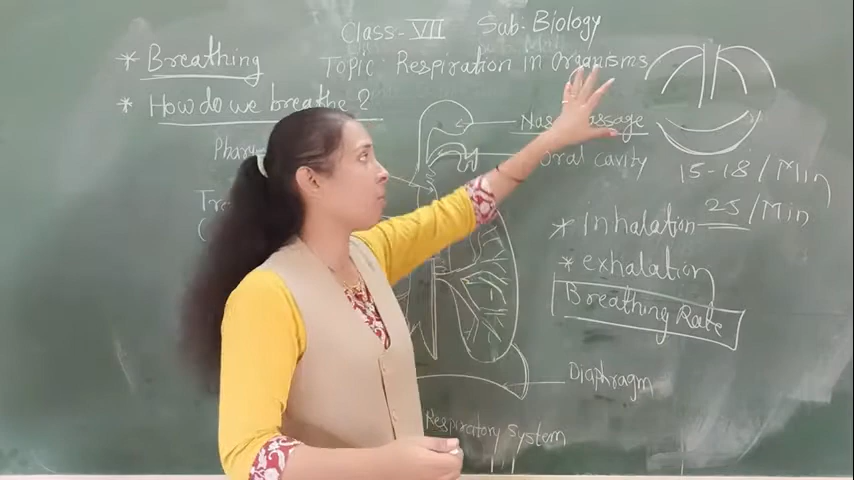 Class-VII Sub: Biology
* Breathing
Topic: Respiration in Organisms
* How do we breathe ?
Oral cavity
15-18/Min
25/Min
* Inhalation
* exhalation
Breathing Rate
Diaphragm
Respiratory system